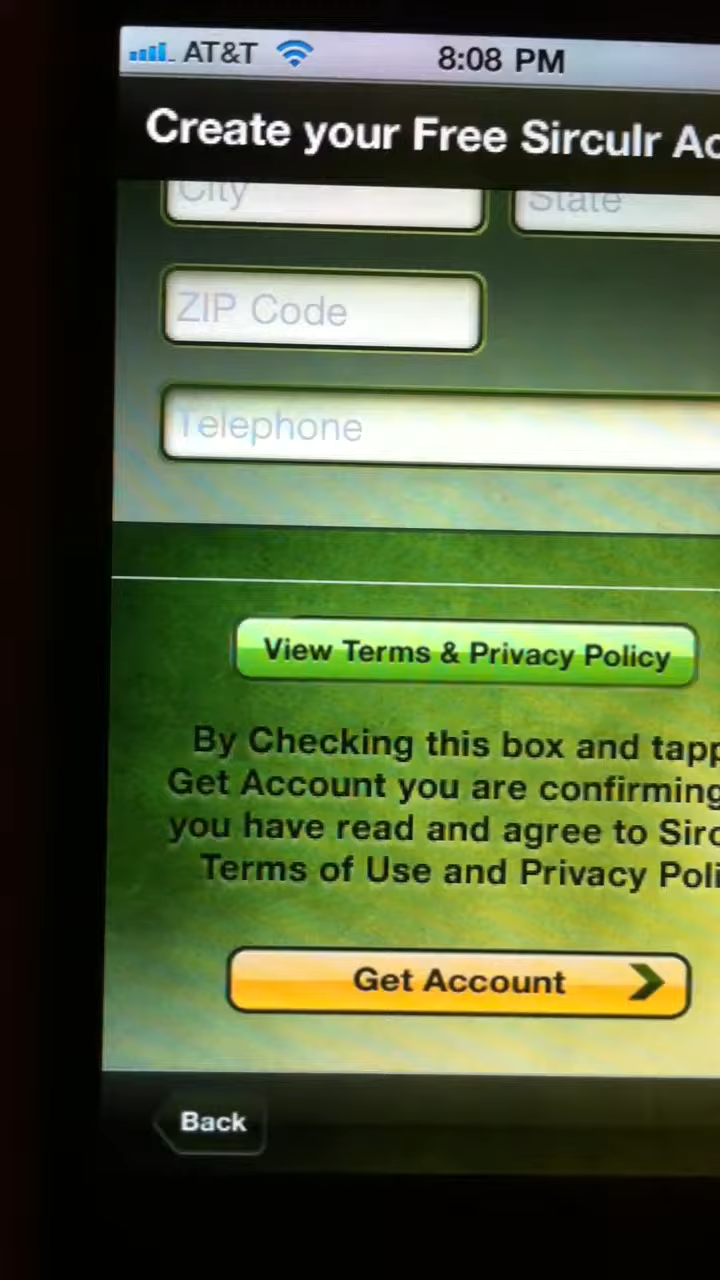 AT&T 8:08 PM
Create your Free Sirculr Ac
City State
ZIP Code
Telephone
View Terms & Privacy Policy
By Checking this box and tapp
Get Account you are confirming
you have read and agree to Sirc
Terms of Use and Privacy Poli
Get Account
Back